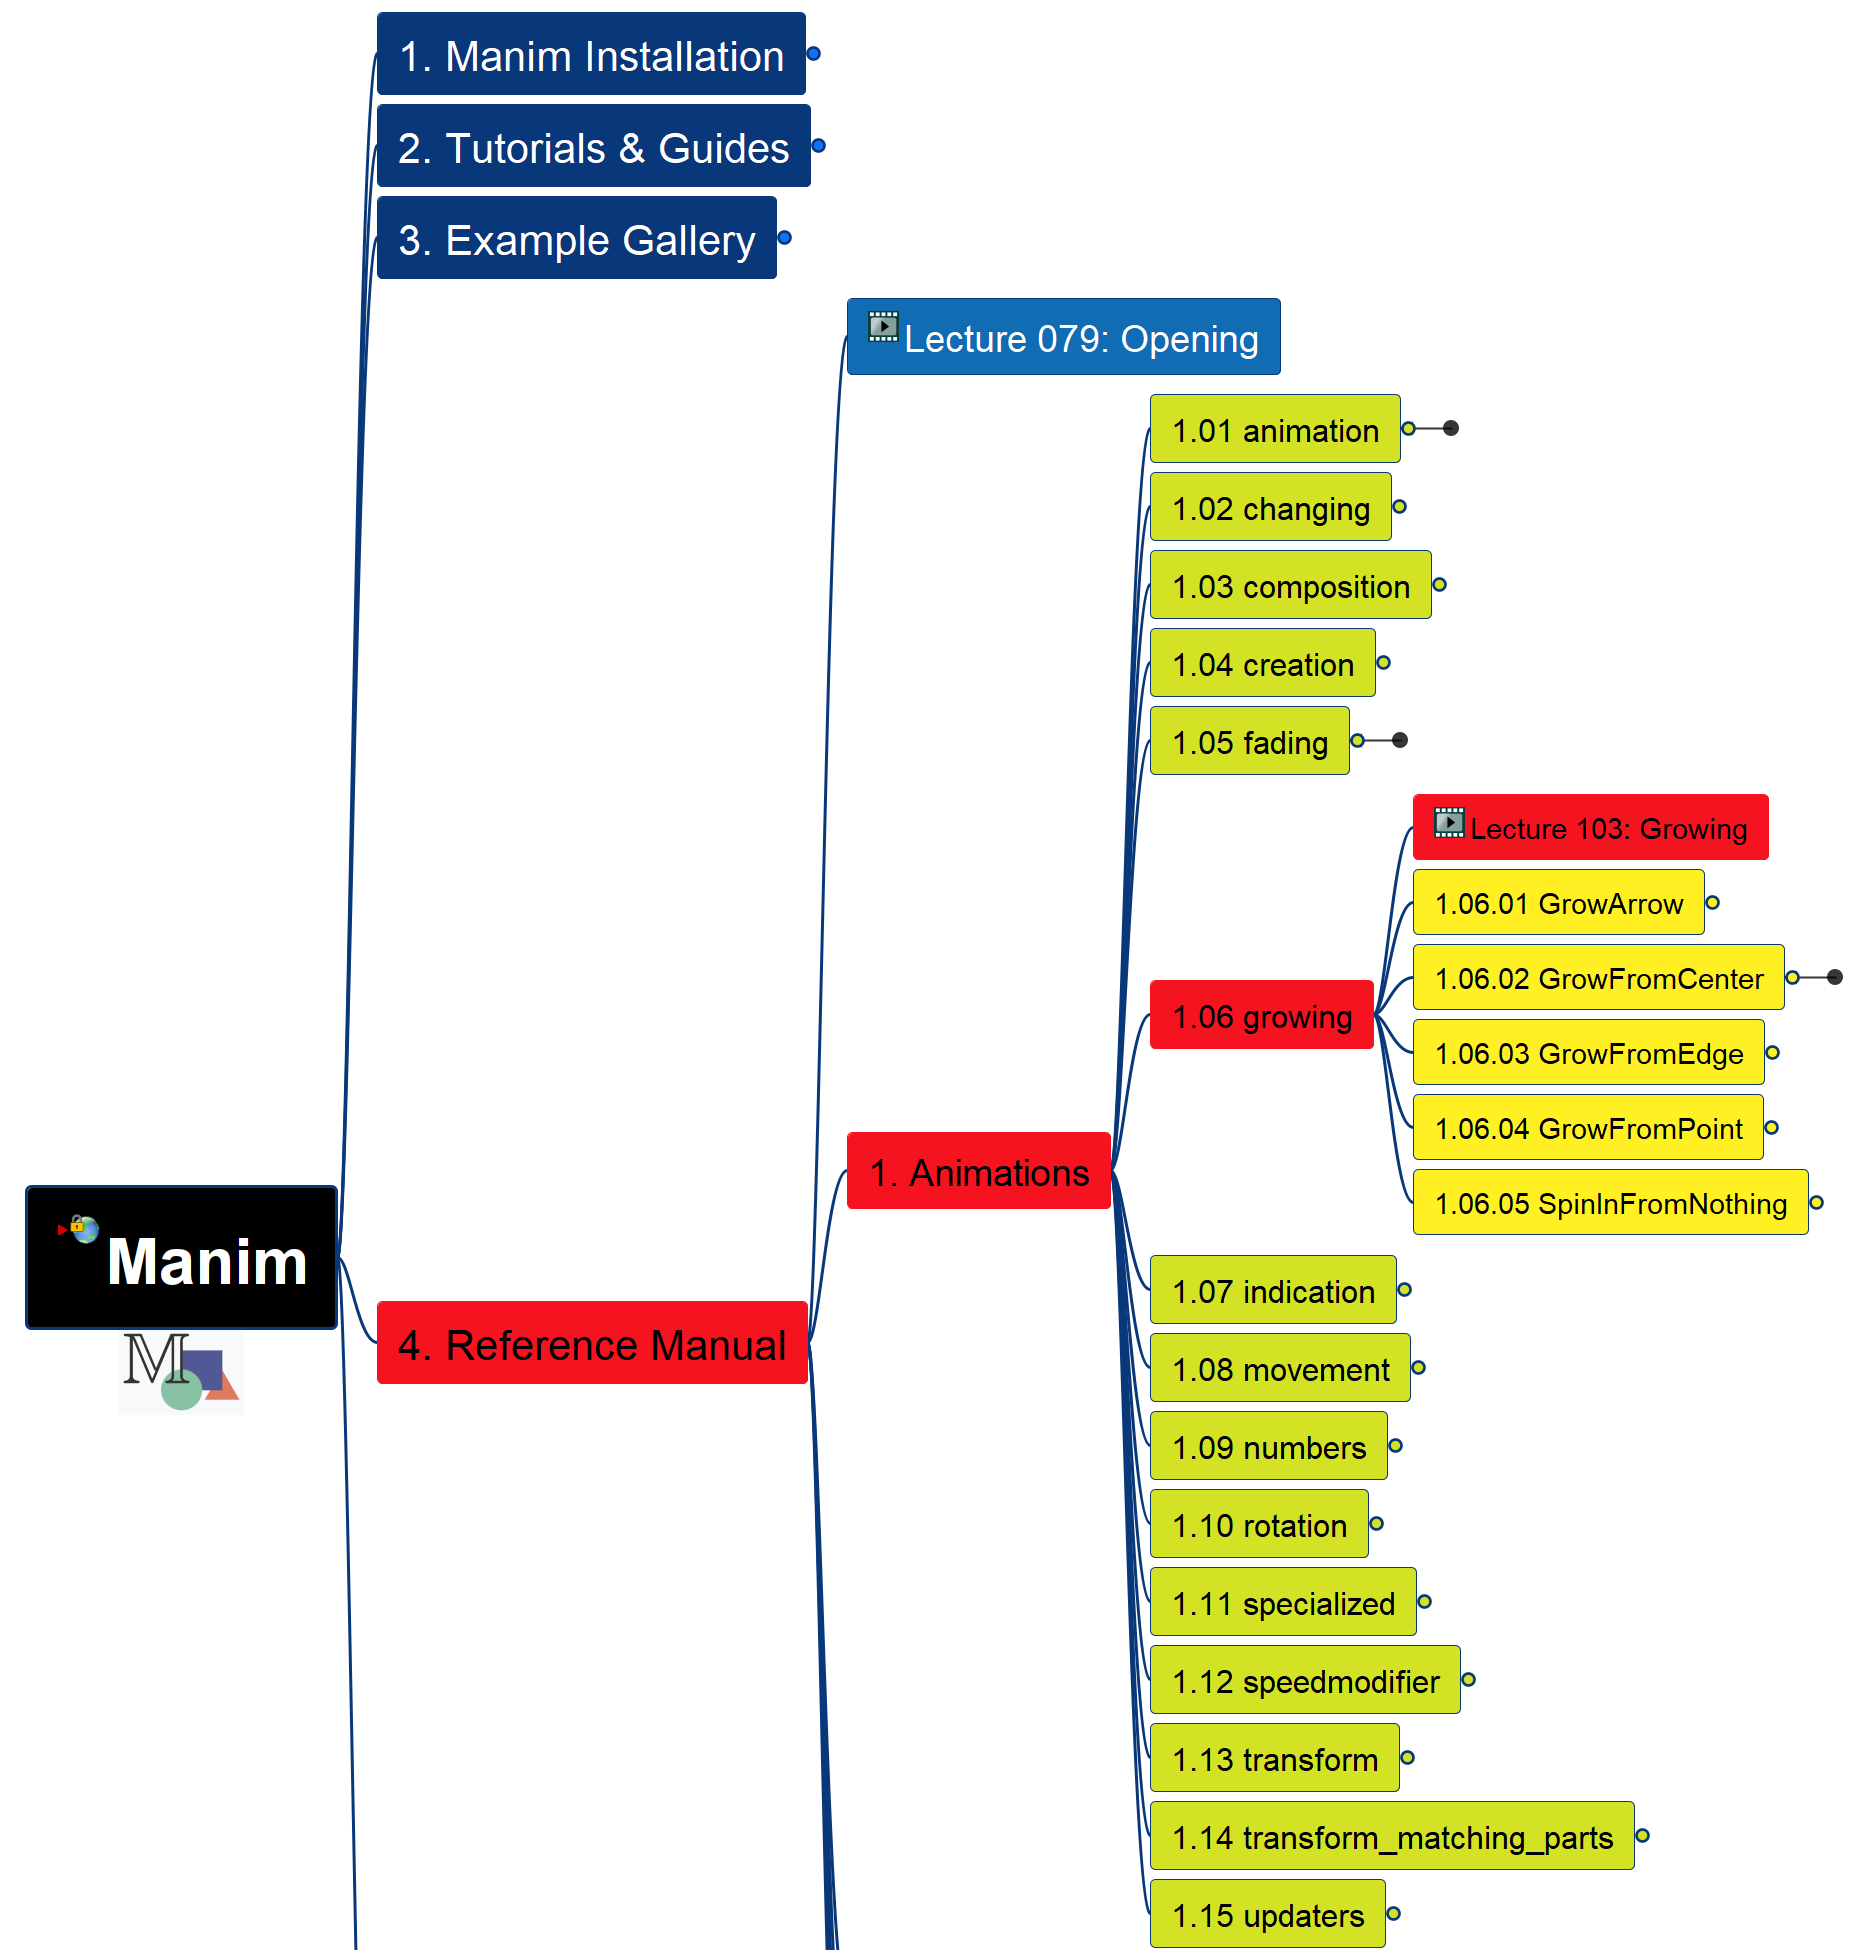 1. Manim Installation
2. Tutorials & Guides
3. Example Gallery
Lecture 079: Opening
1.01 animation
1.02 changing
1.03 composition
1.04 creation
1.05 fading
Lecture 103: Growing
1.06.01 GrowArrow
1.06.02 GrowFromCenter
1.06 growing
1.06.03 GrowFromEdge
1.06.04 GrowFromPoint
1. Animations
1.06.05 SpinInFromNothing
Manim
1.07 indication
4. Reference Manual
M
1.08 movement
1.09 numbers
1.10 rotation
1.11 specialized
1.12 speedmodifier
1.13 transform
1.14 transform_matching_parts
1.15 updaters